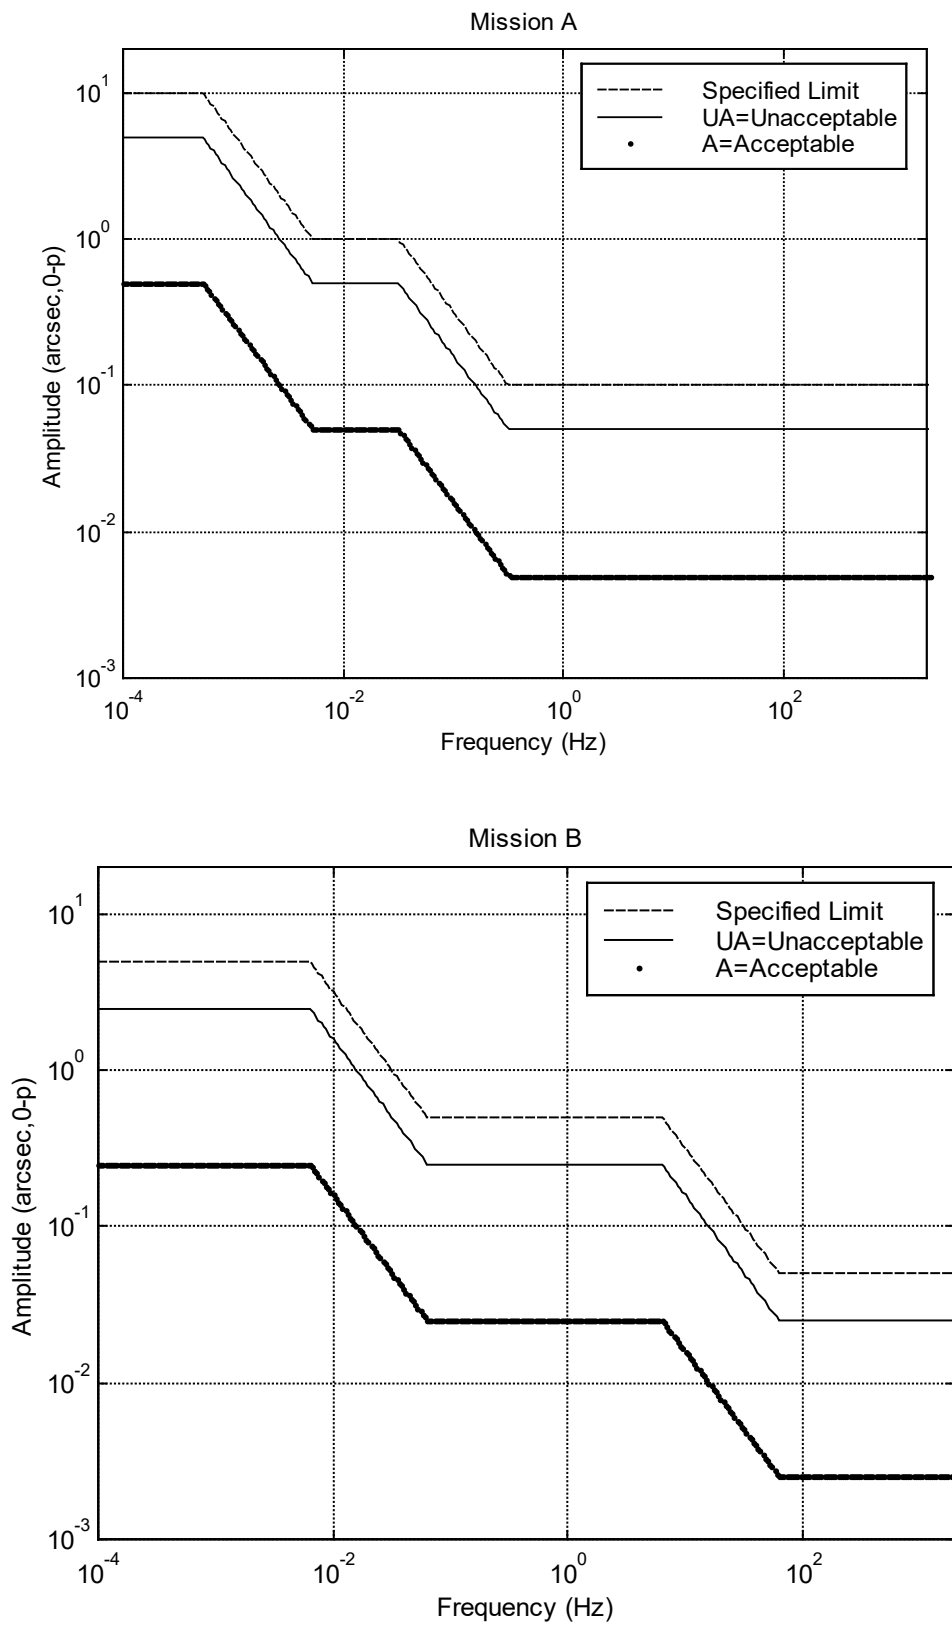 Mission A
Specified Limit
UA=Unacceptable
A=Acceptable
10^1
10^0
10^-1
10^-2
10^-3
Amplitude (arcsec,0-p)
10^-4
10^-2
10^0
10^2
Frequency (Hz)
Mission B
Specified Limit
UA=Unacceptable
A=Acceptable
10^1
10^0
10^-1
10^-2
10^-3
Amplitude (arcsec,0-p)
10^-4
10^-2
10^0
10^2
Frequency (Hz)